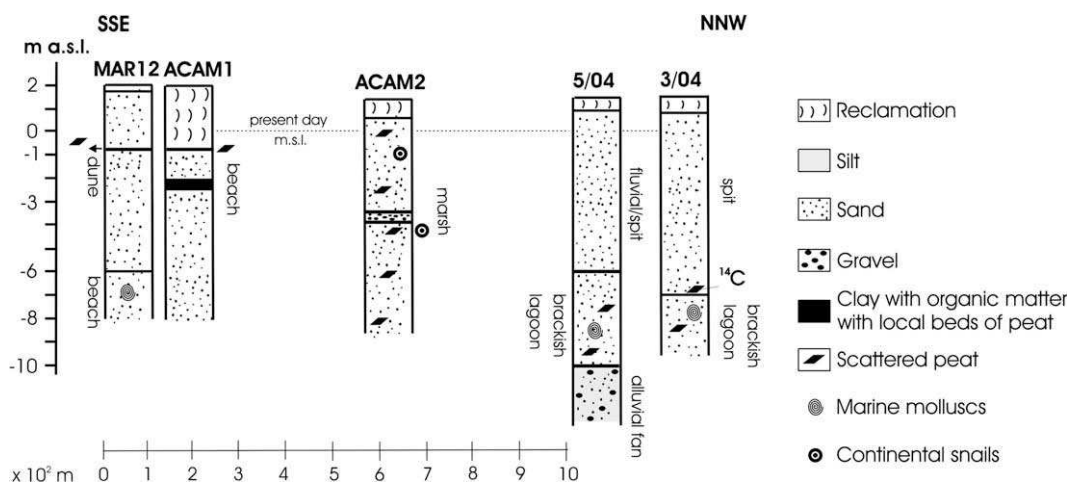 SSE
NNW
m a.s.l.
MAR12
ACAM1
ACAM2
5/04
3/04
2
0
-1
-3
-6
-8
-10
present day
m.s.l.
dune
beach
beach
marsh
fluvial/spit
brackish
lagoon
alluvial fan
spit
14C
brackish
lagoon
Reclamation
Silt
Sand
Gravel
Clay with organic matter
with local beds of peat
Scattered peat
Marine molluscs
Continental snails
x 10² m
0 1 2 3 4 5 6 7 8 9 10